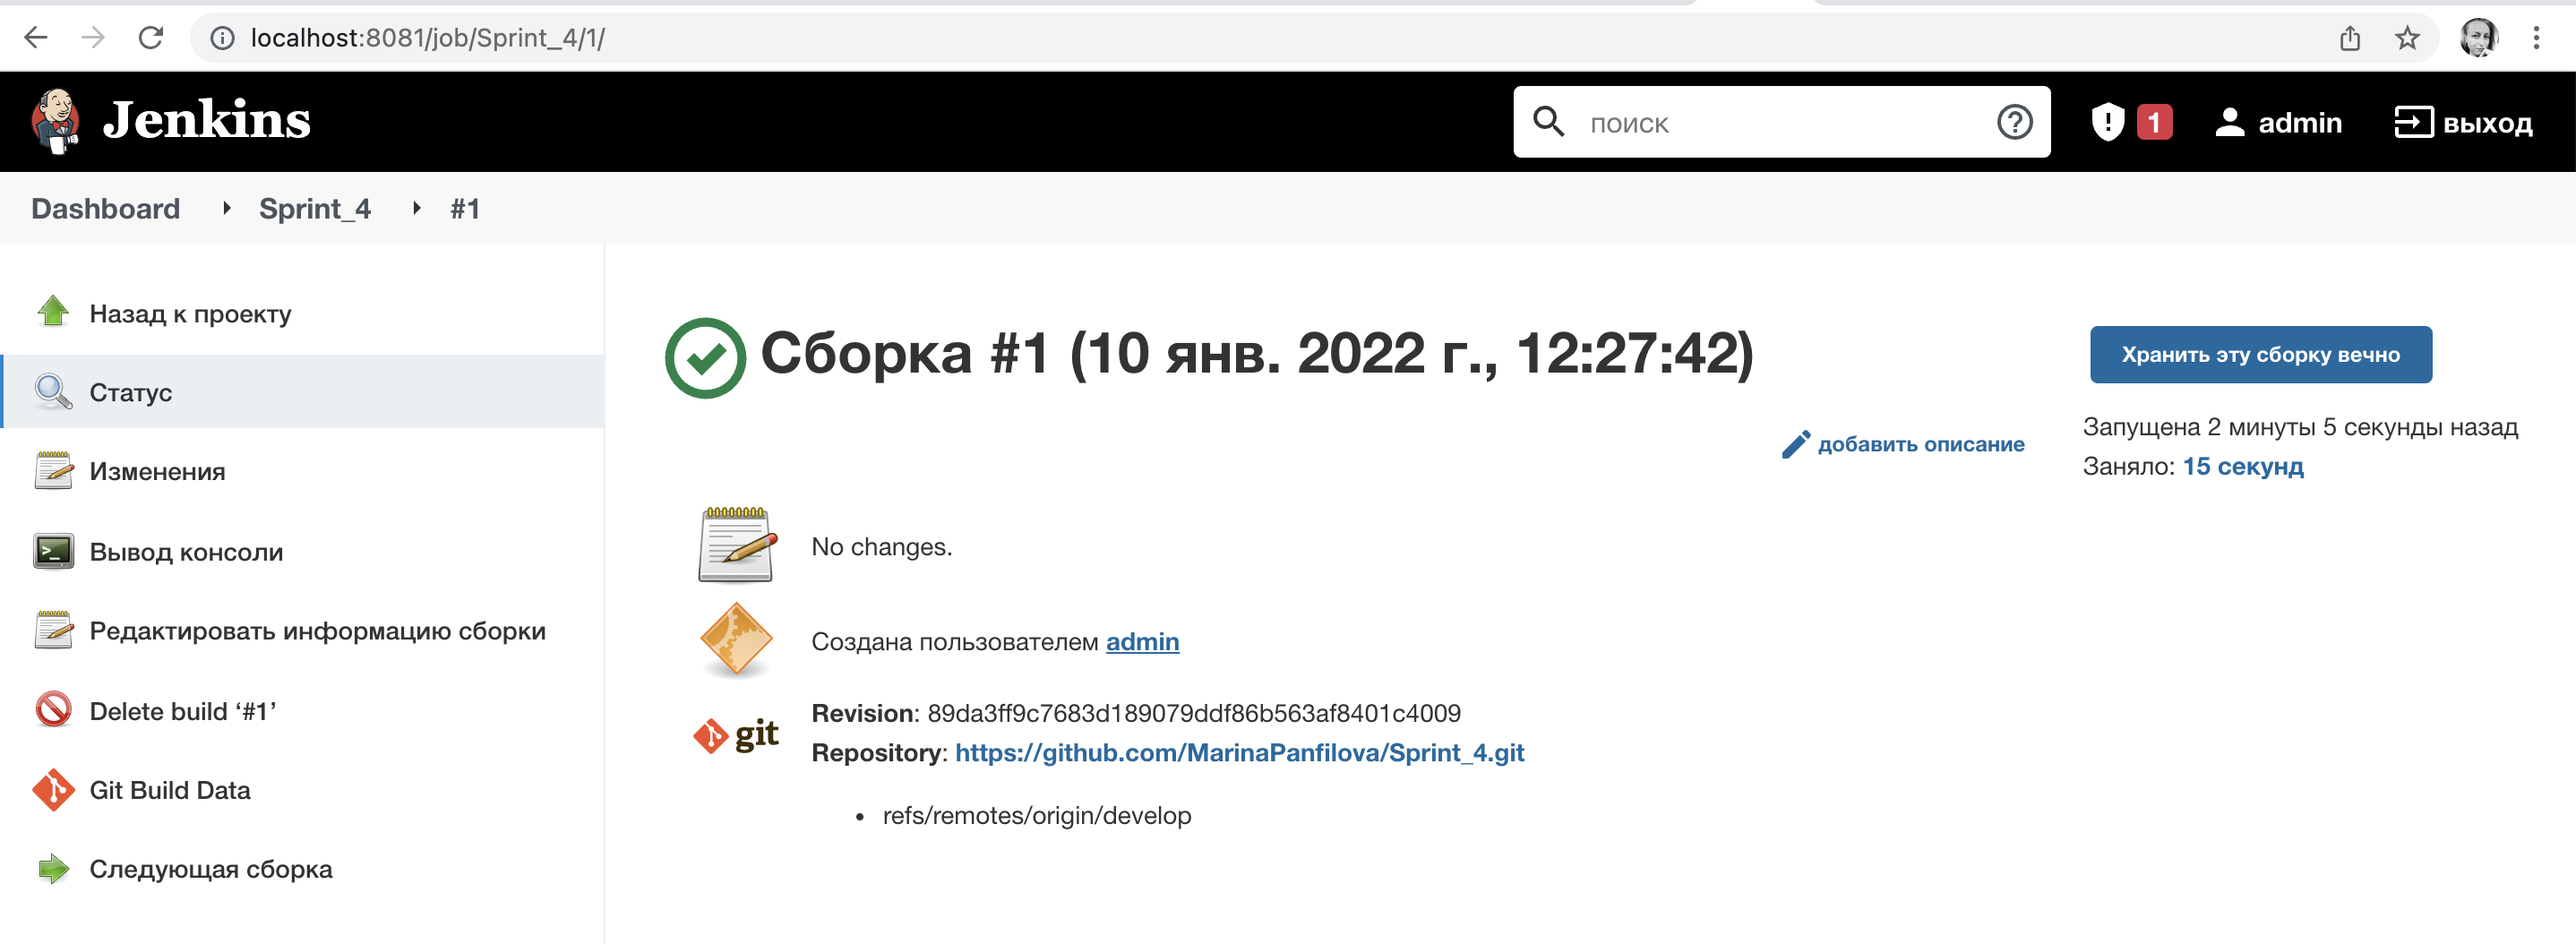 localhost:8081/job/Sprint_4/1/
Jenkins
поиск
1
admin
выход
Dashboard
Sprint_4
#1
Назад к проекту
Статус
Изменения
Вывод консоли
Редактировать информацию сборки
Delete build ‘#1’
Git Build Data
Следующая сборка
Сборка #1 (10 янв. 2022 г., 12:27:42)
Хранить эту сборку вечно
добавить описание
Запущена 2 минуты 5 секунды назад
Заняло: 15 секунд
No changes.
Создана пользователем admin
git
Revision: 89da3ff9c7683d189079ddf86b563af8401c4009
Repository: https://github.com/MarinaPanfilova/Sprint_4.git
• refs/remotes/origin/develop